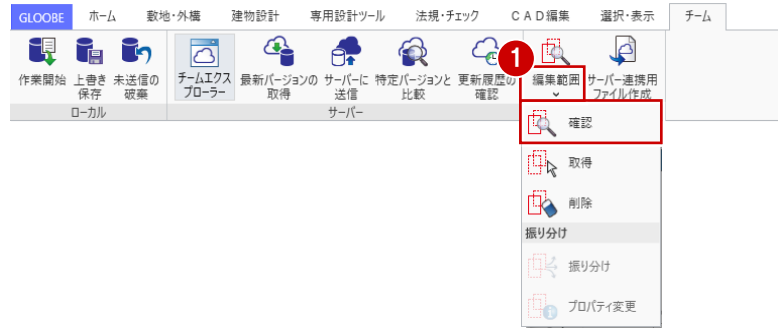 GLOOBE ホーム 敷地・外構 建物設計 専用設計ツール 法規・チェック CAD編集 選択・表示 チーム
1
作業開始 上書き保存 未送信の破棄 チームエクスプローラー 最新バージョンの取得 サーバーに送信 特定バージョンと比較 更新履歴の確認 編集範囲 サーバー連携用ファイル作成
ローカル サーバー
確認
取得
削除
振り分け
振り分け
プロパティ変更